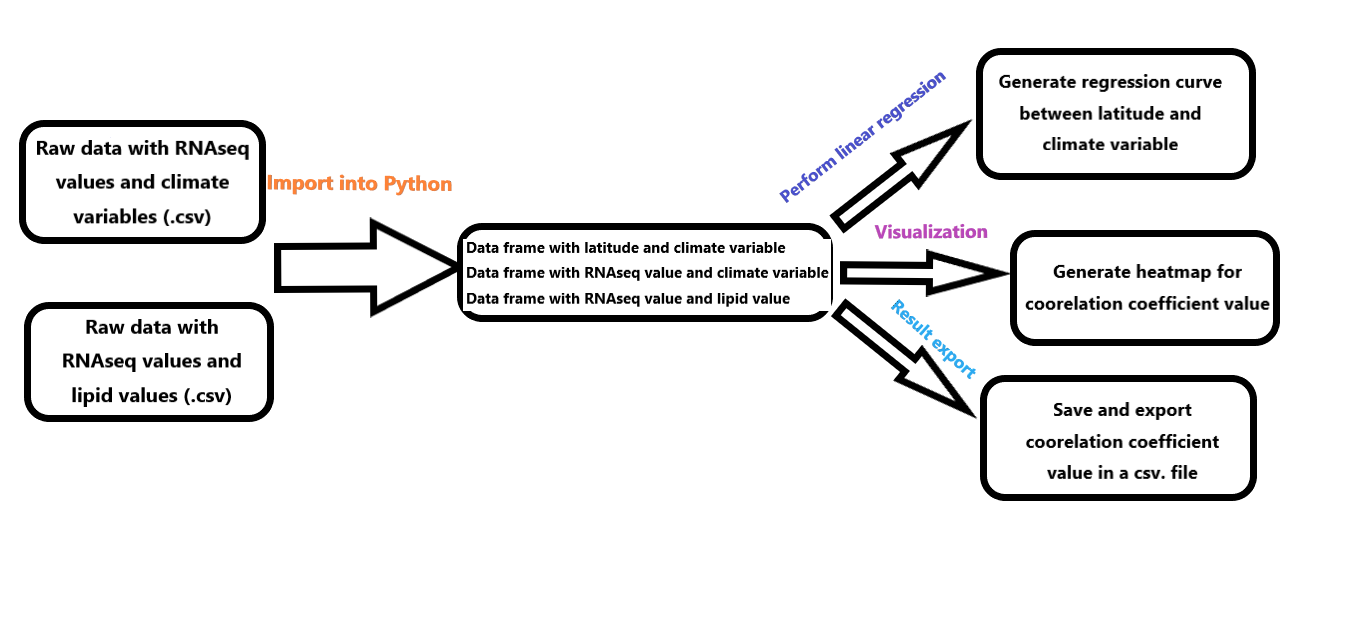 Raw data with RNAseq
values and climate
variables (.csv)
Raw data with
RNAseq values and
lipid values (.csv)
Import into Python
Data frame with latitude and climate variable
Data frame with RNAseq value and climate variable
Data frame with RNAseq value and lipid value
Perform linear regression
Generate regression curve
between latitude and
climate variable
Visualization
Generate heatmap for
coorelation coefficient value
Result export
Save and export
coorelation coefficient
value in a csv. file